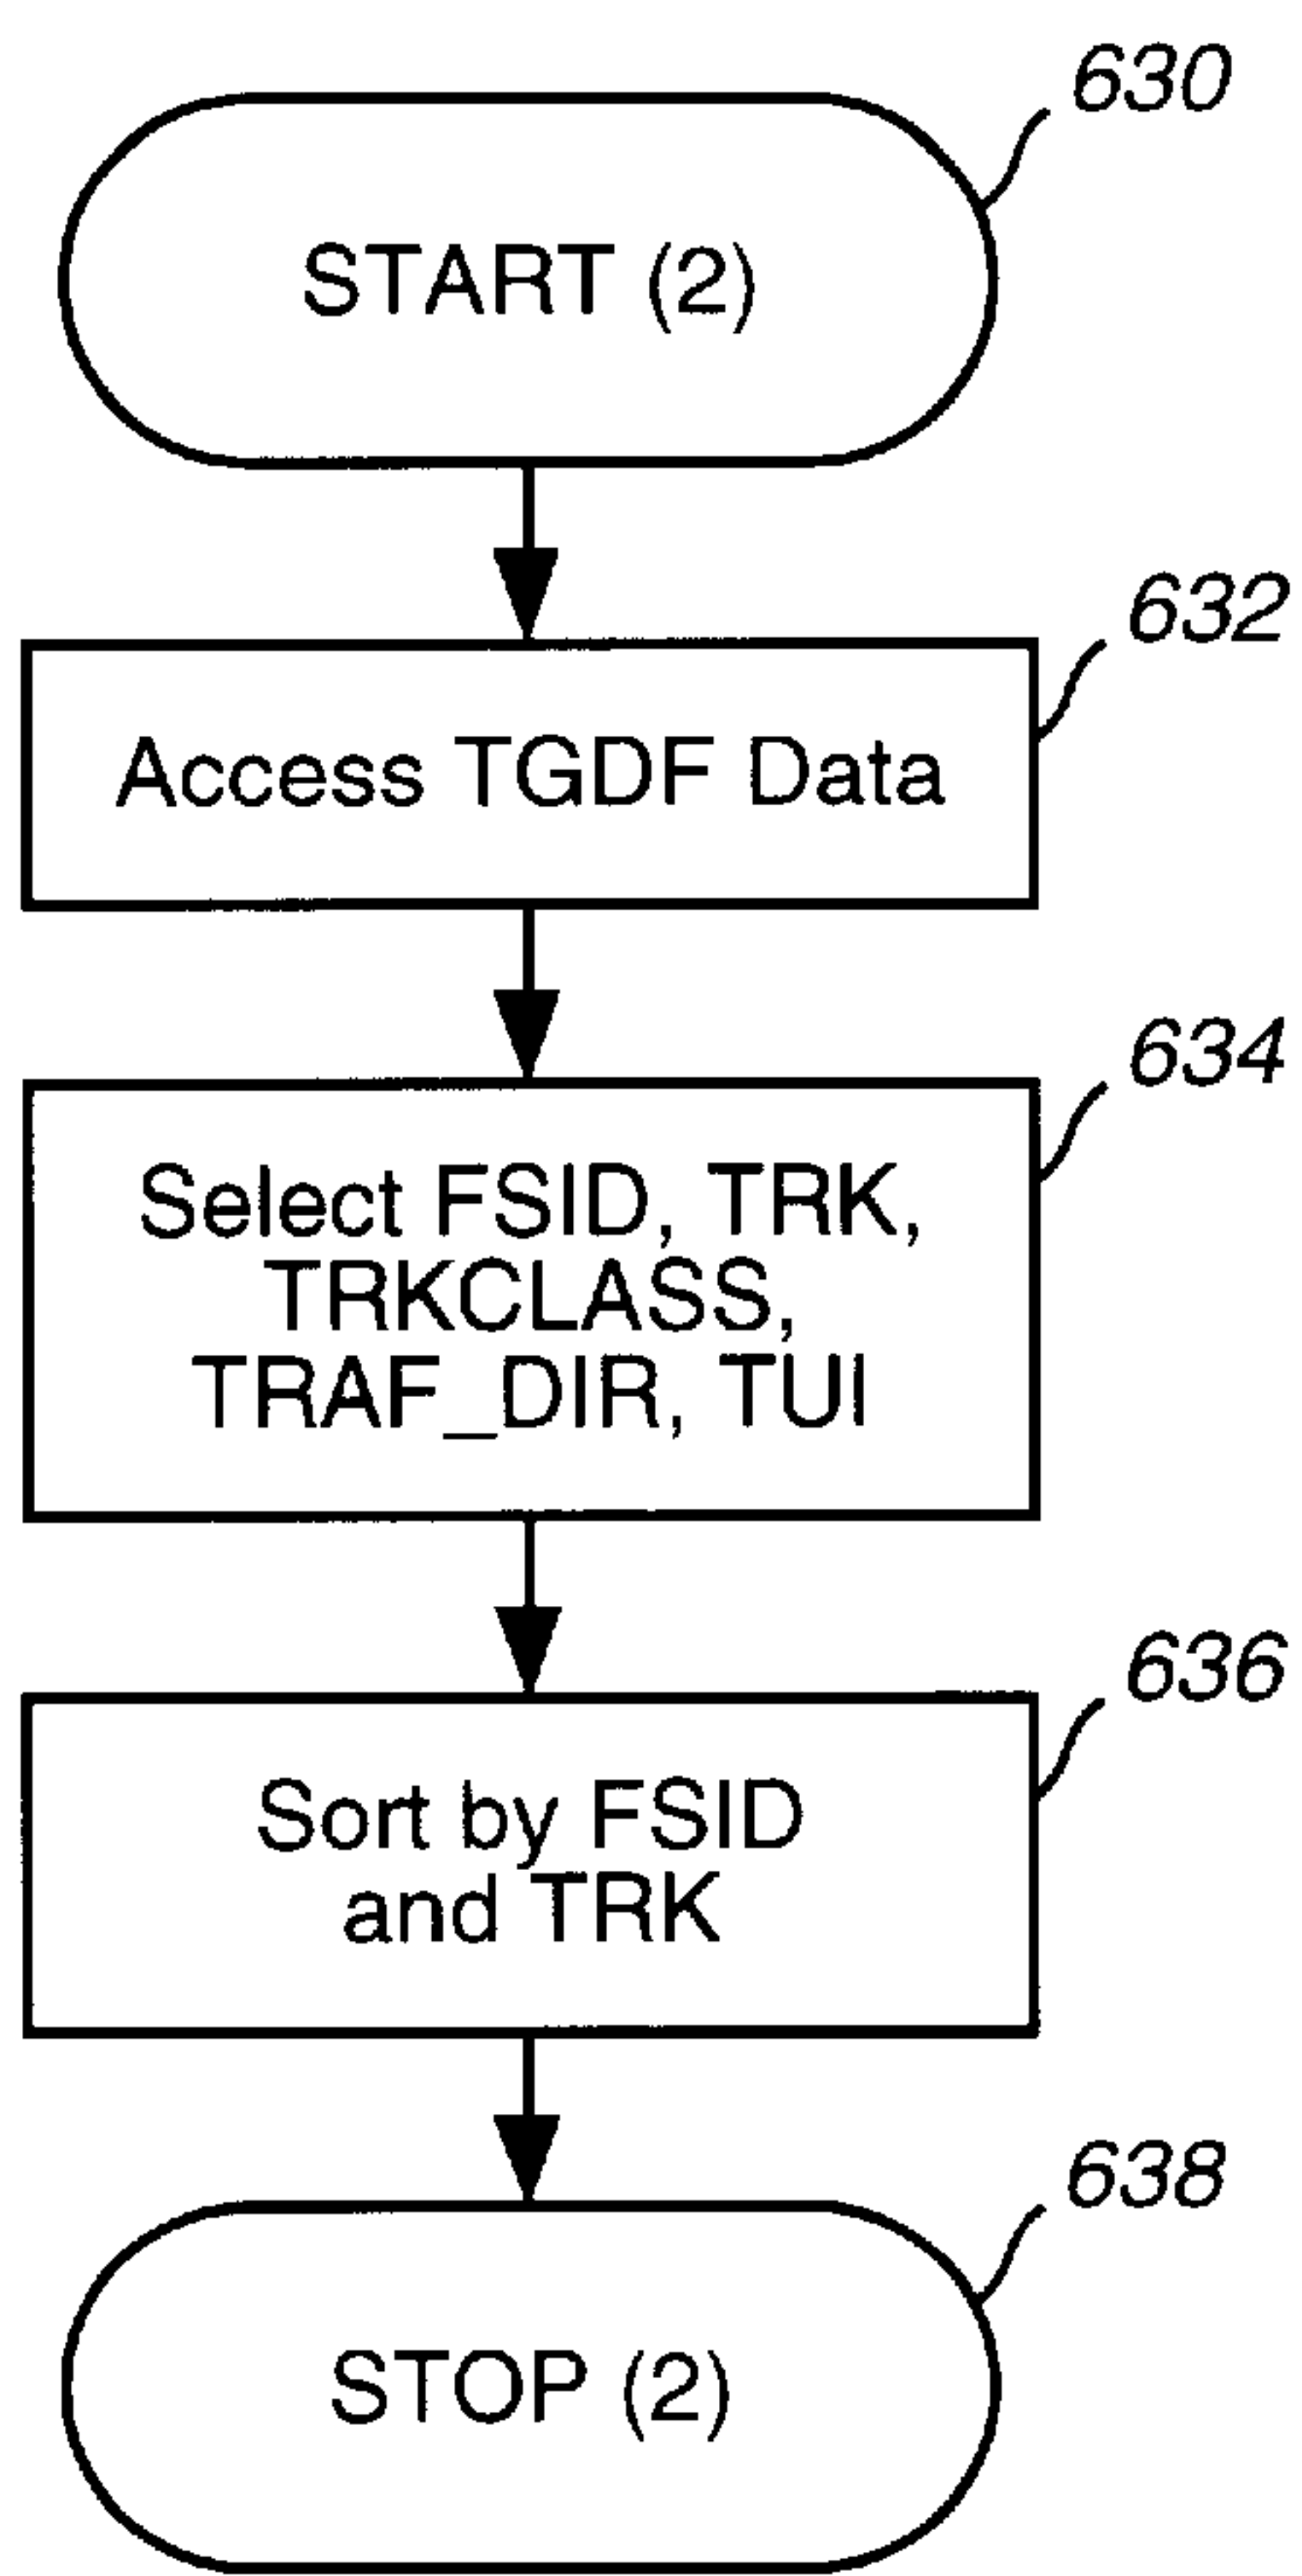 630
START (2)
632
Access TGDF Data
634
Select FSID, TRK,
TRKCLASS,
TRAF_DIR, TUI
636
Sort by FSID
and TRK
638
STOP (2)